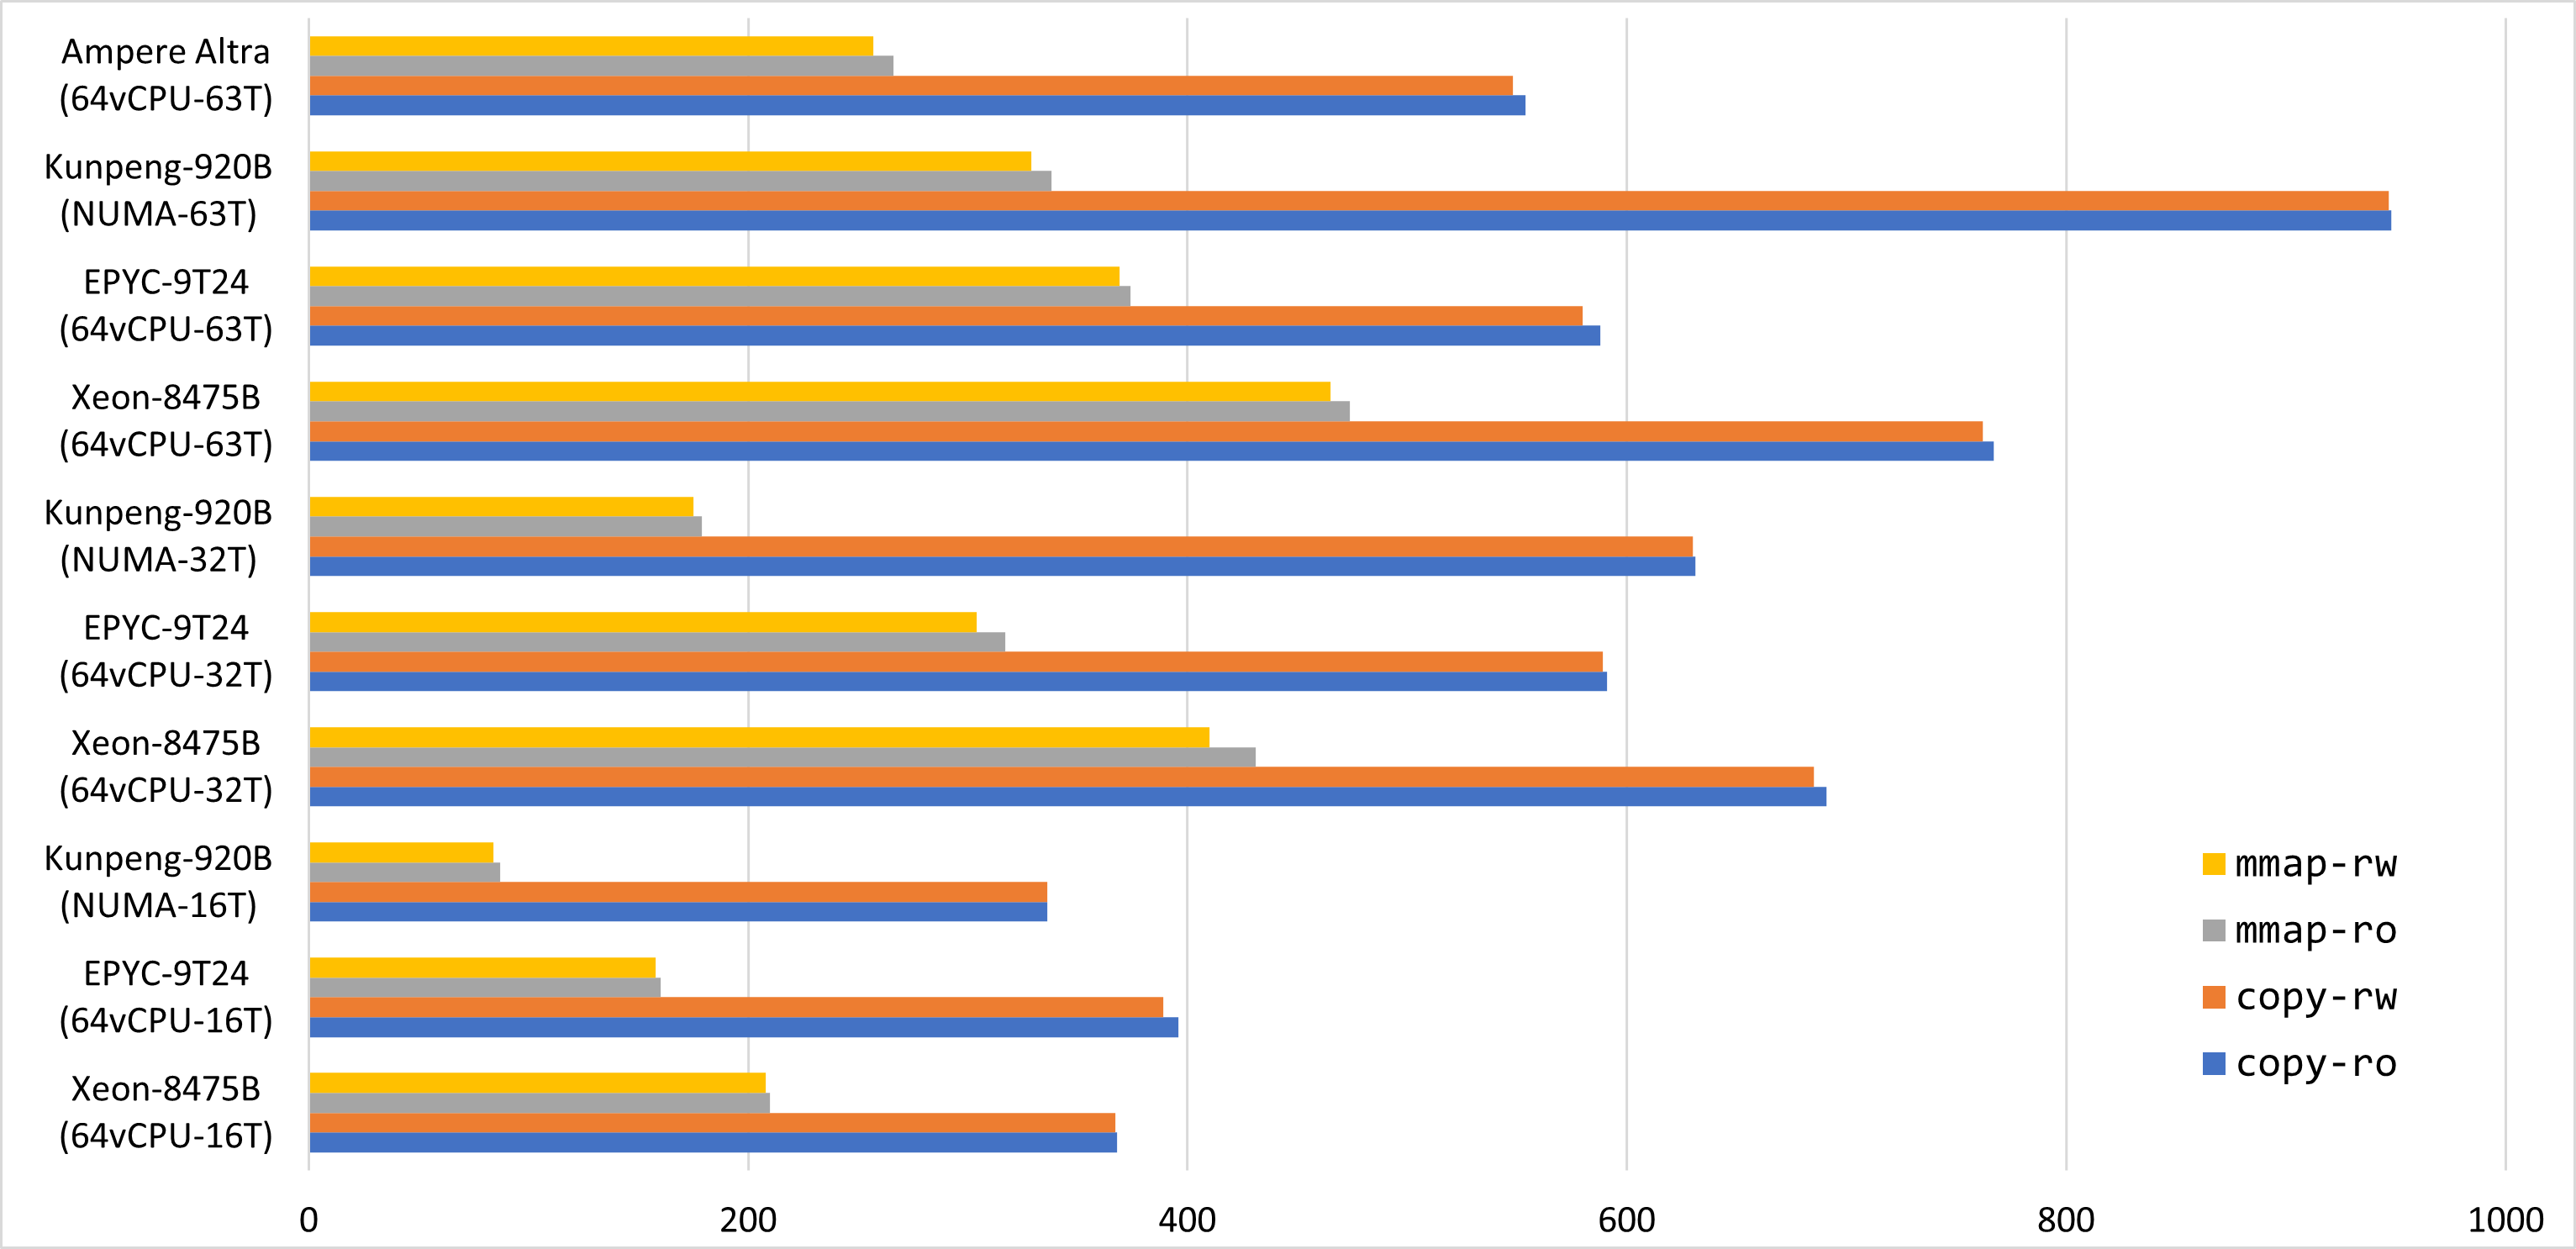 Ampere Altra
(64vCPU-63T)
Kunpeng-920B
(NUMA-63T)
EPYC-9T24
(64vCPU-63T)
Xeon-8475B
(64vCPU-63T)
Kunpeng-920B
(NUMA-32T)
EPYC-9T24
(64vCPU-32T)
Xeon-8475B
(64vCPU-32T)
Kunpeng-920B
(NUMA-16T)
EPYC-9T24
(64vCPU-16T)
Xeon-8475B
(64vCPU-16T)
mmap-rw
mmap-ro
copy-rw
copy-ro
0 200 400 600 800 1000